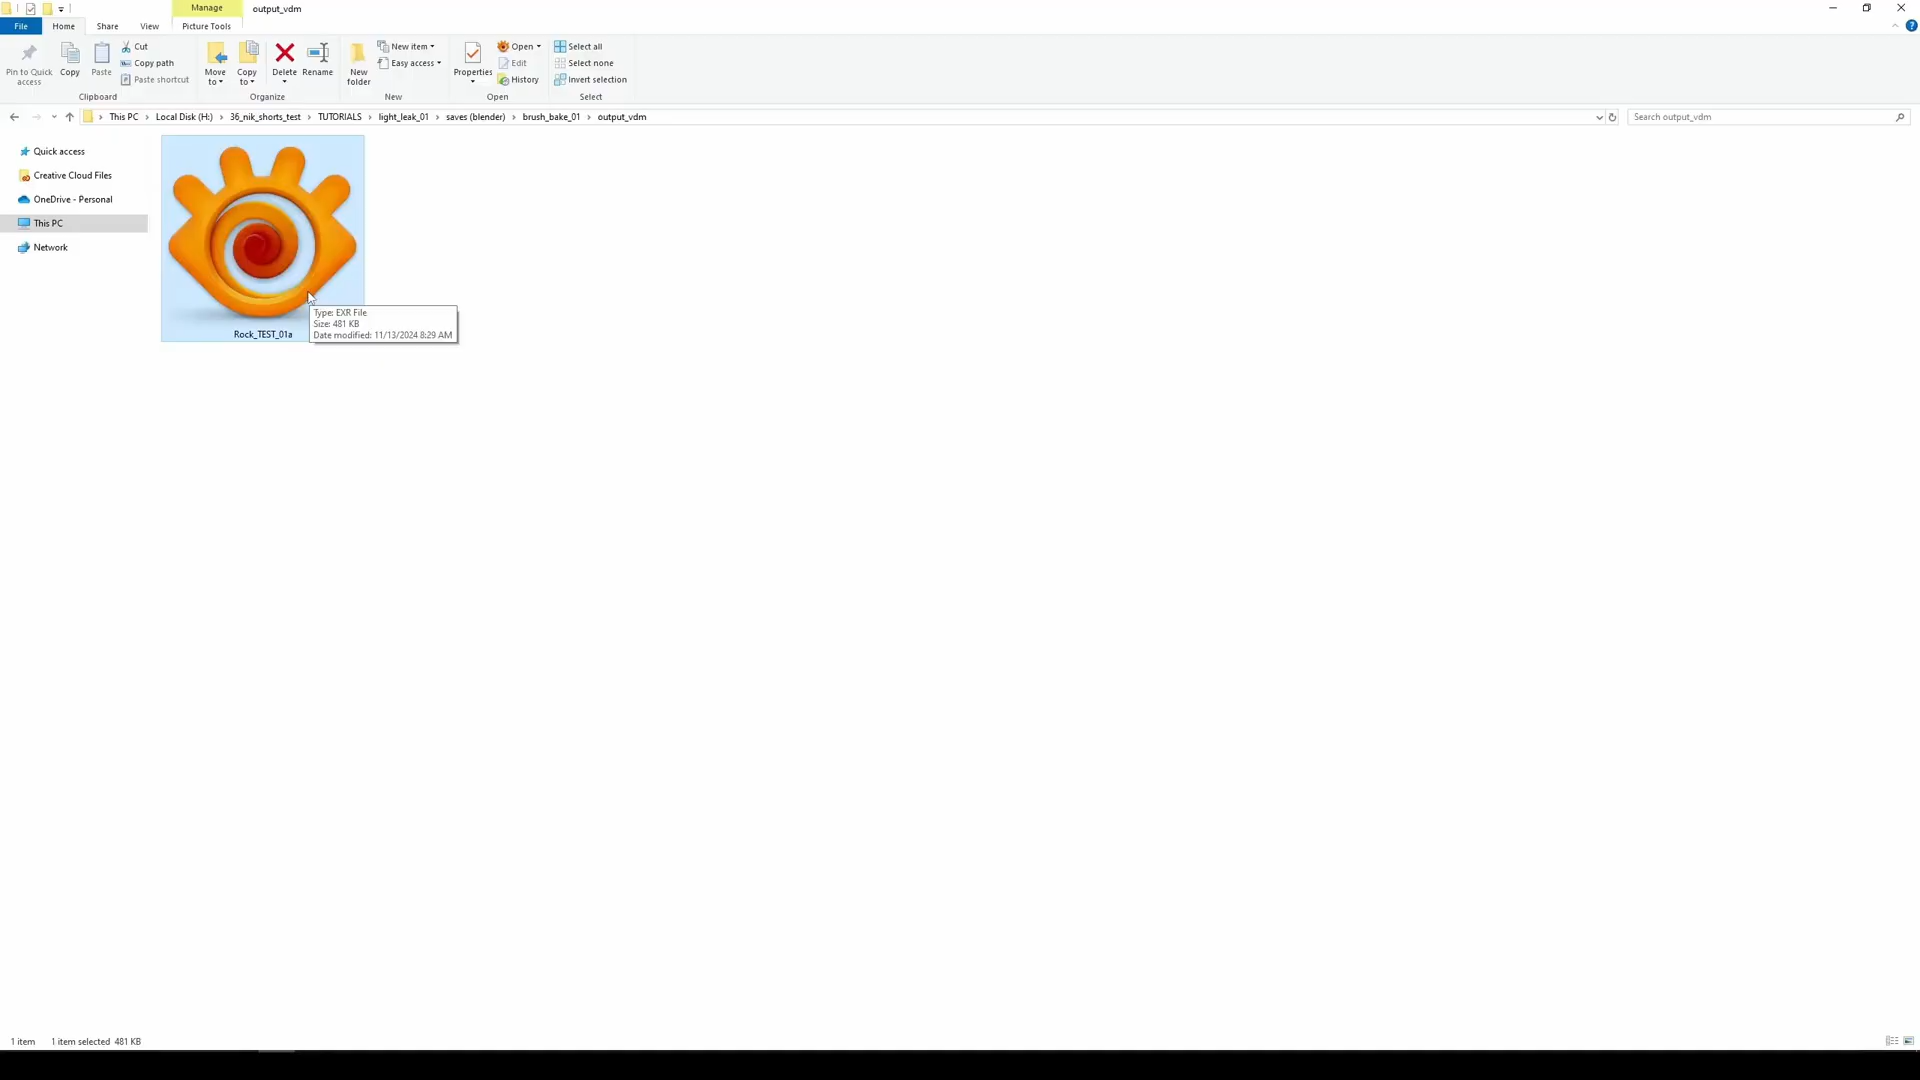 Manage
output_vdm
File
Home
Share
View
Picture Tools
Pin to Quick access
Copy
Paste
Cut
Copy path
Paste shortcut
Clipboard
Move to
Copy to
Delete
Rename
Organize
New folder
New item
Easy access
New
Properties
Open
Edit
History
Open
Select all
Select none
Invert selection
Select
This PC > Local Disk (H:) > 36_nik_shorts_test > TUTORIALS > light_leak_01 > saves (blender) > brush_bake_01 > output_vdm
Search output_vdm
Quick access
Creative Cloud Files
OneDrive - Personal
This PC
Network
Rock_TEST_01a
Type: EXR File
Size: 481 KB
Date modified: 11/13/2024 8:29 AM
1 item
1 item selected 481 KB